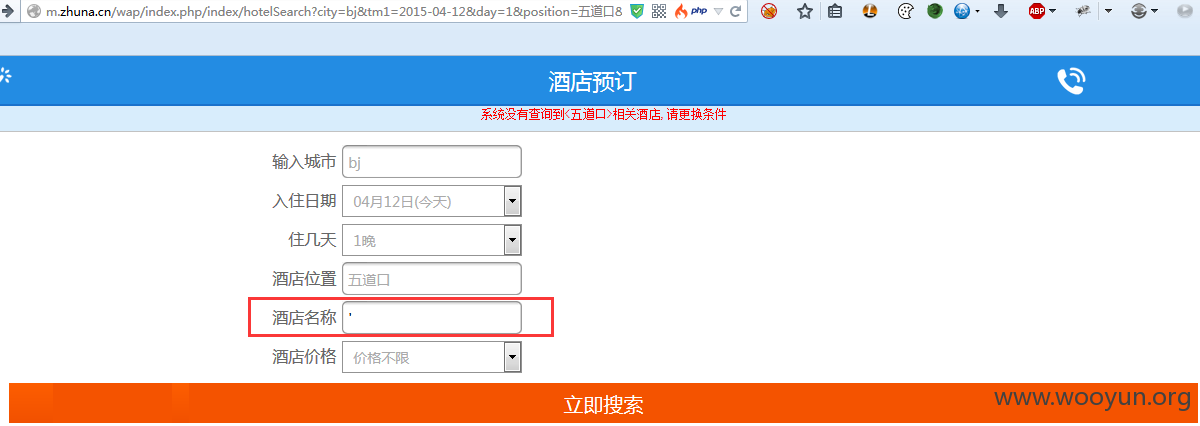 m.zhuna.cn/wap/index.php/index/hotelSearch?city=bj&tm1=2015-04-12&day=1&position=五道口&
php
ABP
酒店预订
系统没有查询到<五道口>相关酒店, 请更换条件
输入城市 bj
入住日期 04月12日(今天)
住几天 1晚
酒店位置 五道口
酒店名称 '
酒店价格 价格不限
立即搜索
www.wooyun.org